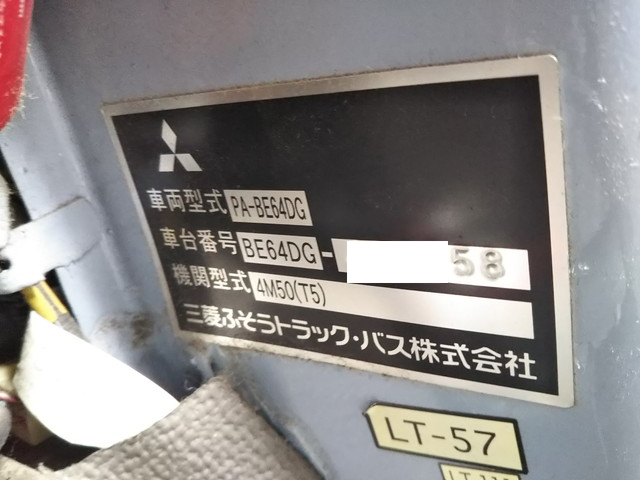 車両型式 PA-BE64DG
車台番号 BE64DG- 58
機関型式 4M50(T5)
三菱ふそうトラック・バス株式会社
LT-57